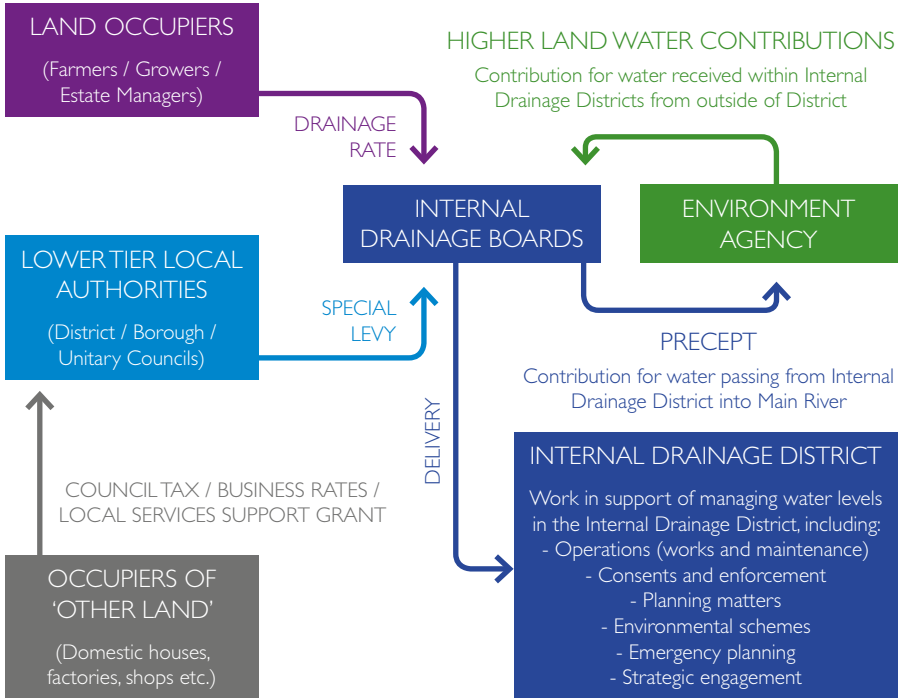 LAND OCCUPIERS
(Farmers / Growers /
Estate Managers)
DRAINAGE
RATE
HIGHER LAND WATER CONTRIBUTIONS
Contribution for water received within Internal
Drainage Districts from outside of District
INTERNAL
DRAINAGE BOARDS
ENVIRONMENT
AGENCY
LOWER TIER LOCAL
AUTHORITIES
(District / Borough /
Unitary Councils)
SPECIAL
LEVY
PRECEPT
Contribution for water passing from Internal
Drainage District into Main River
DELIVERY
COUNCIL TAX / BUSINESS RATES /
LOCAL SERVICES SUPPORT GRANT
OCCUPIERS OF
‘OTHER LAND’
(Domestic houses,
factories, shops etc.)
INTERNAL DRAINAGE DISTRICT
Work in support of managing water levels
in the Internal Drainage District, including:
- Operations (works and maintenance)
- Consents and enforcement
- Planning matters
- Environmental schemes
- Emergency planning
- Strategic engagement